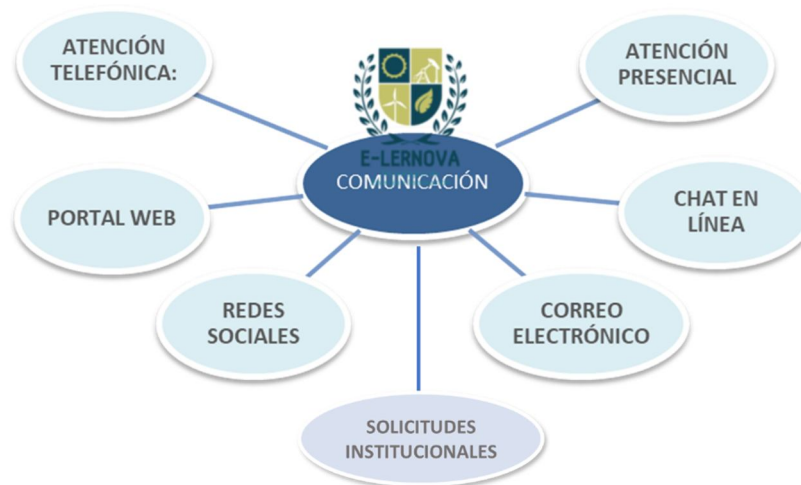 ATENCIÓN
TELEFÓNICA:
ATENCIÓN
PRESENCIAL
E-LERNOVA
COMUNICACIÓN
PORTAL WEB
CHAT EN
LÍNEA
REDES
SOCIALES
CORREO
ELECTRÓNICO
SOLICITUDES
INSTITUCIONALES